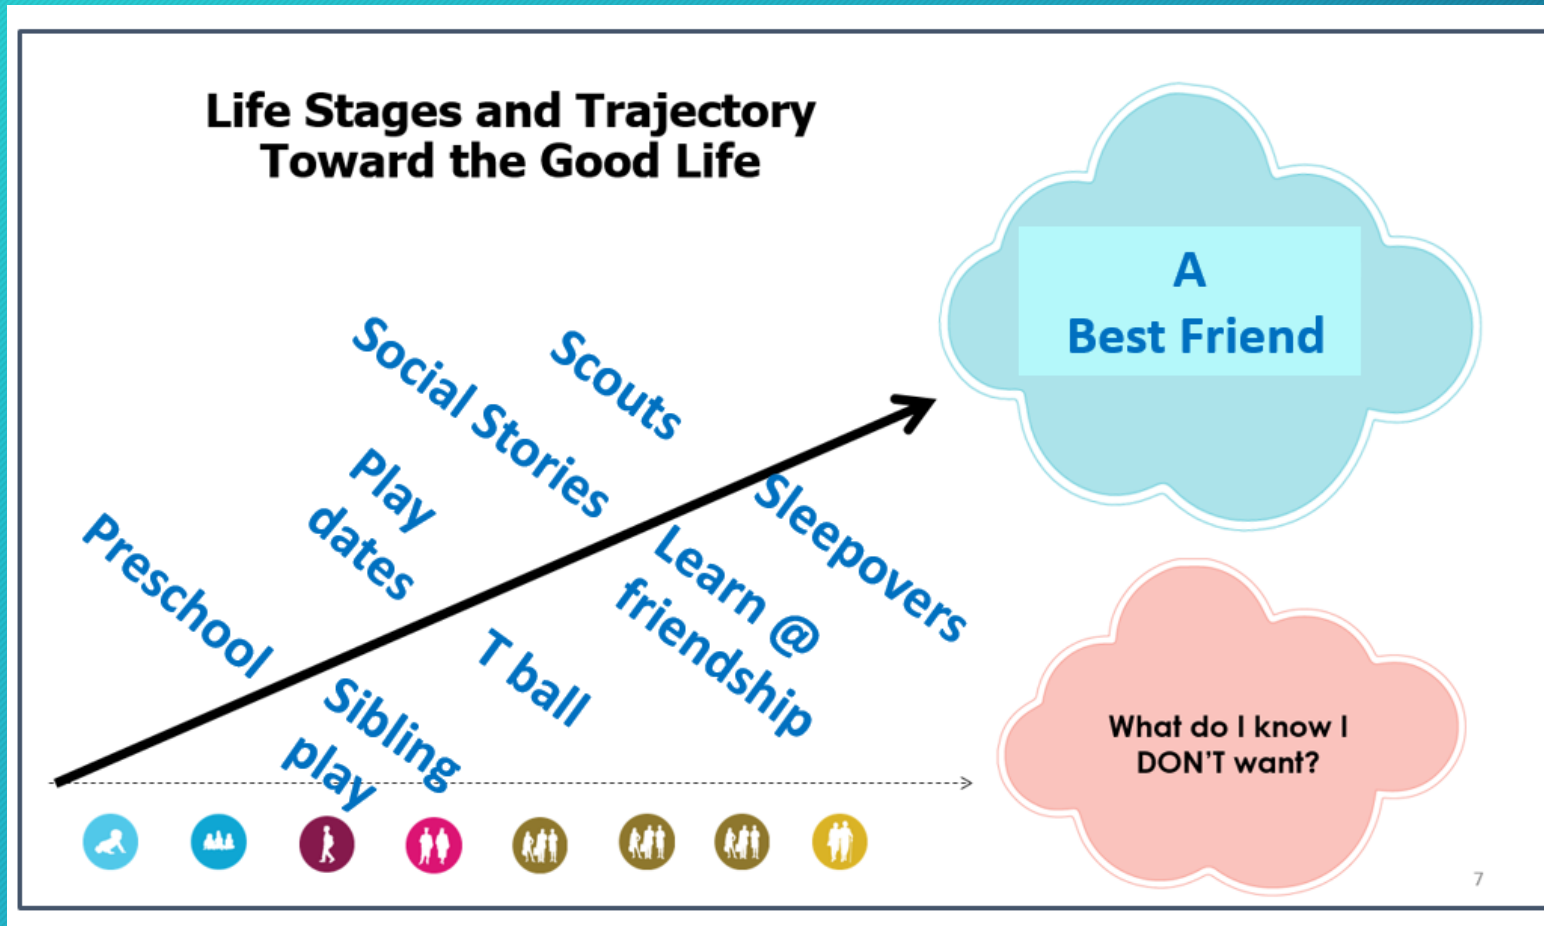 Life Stages and Trajectory
Toward the Good Life
A
Best Friend
Scouts
Social Stories
Play
dates
Preschool
Sleepovers
Learn @
friendship
T ball
Sibling
play
What do I know I
DON'T want?
7